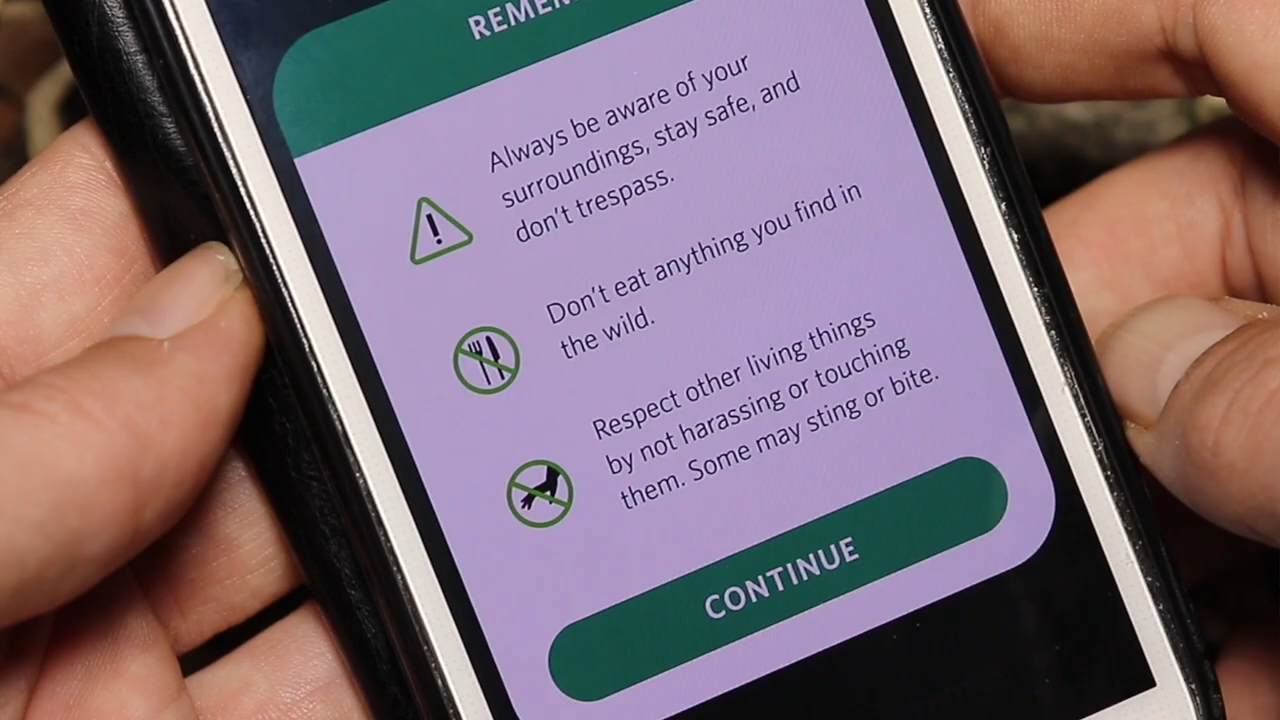 Always be aware of your
surroundings, stay safe, and
don't trespass.
Don't eat anything you find in
the wild.
Respect other living things
by not harassing or touching
them. Some may sting or bite.
CONTINUE